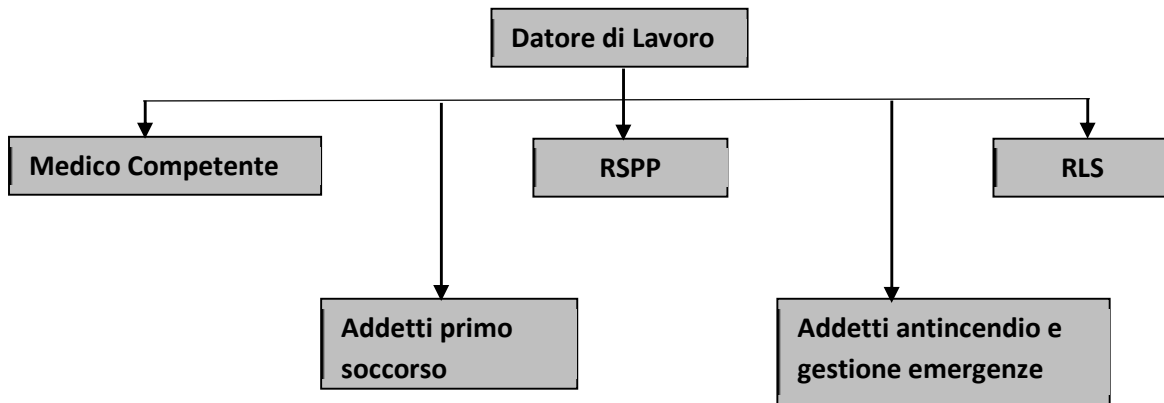 Datore di Lavoro
Medico Competente
RSPP
RLS
Addetti primo
soccorso
Addetti antincendio e
gestione emergenze